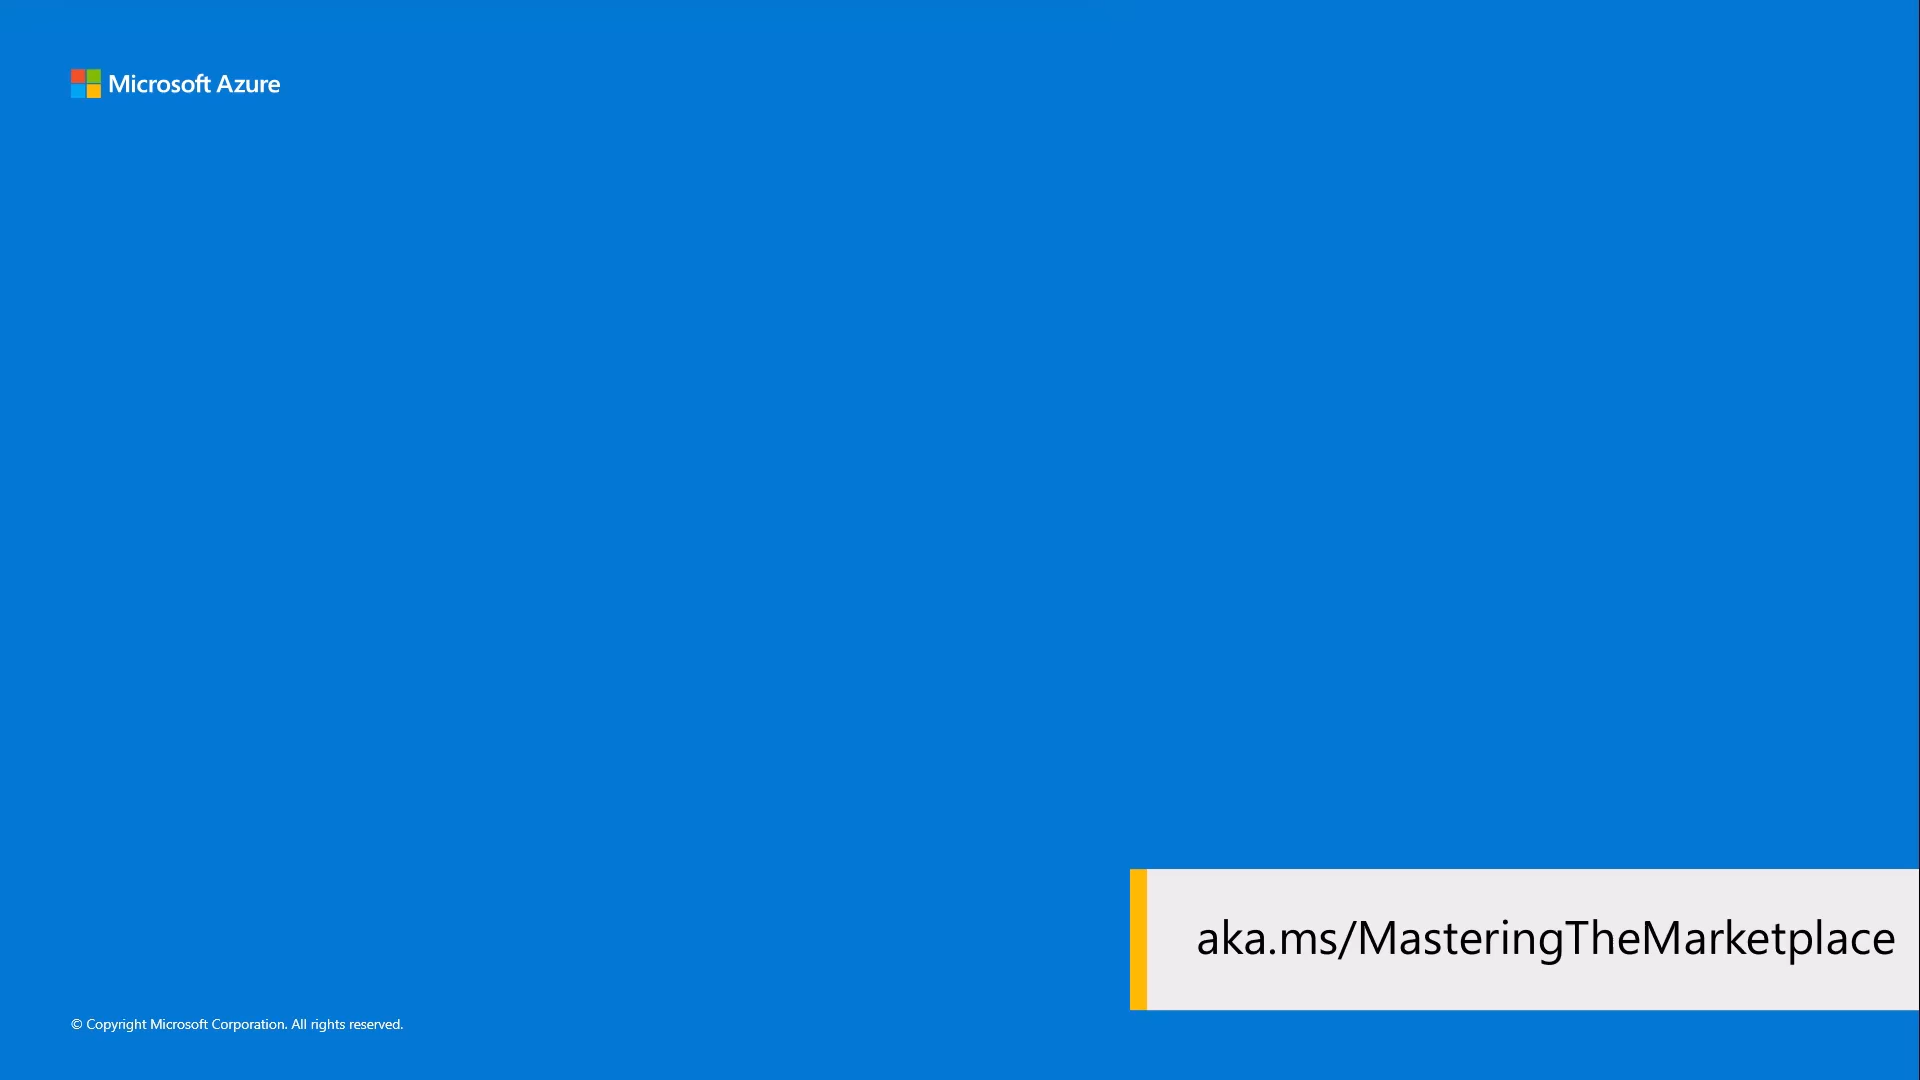 Microsoft Azure
aka.ms/MasteringTheMarketplace
© Copyright Microsoft Corporation. All rights reserved.